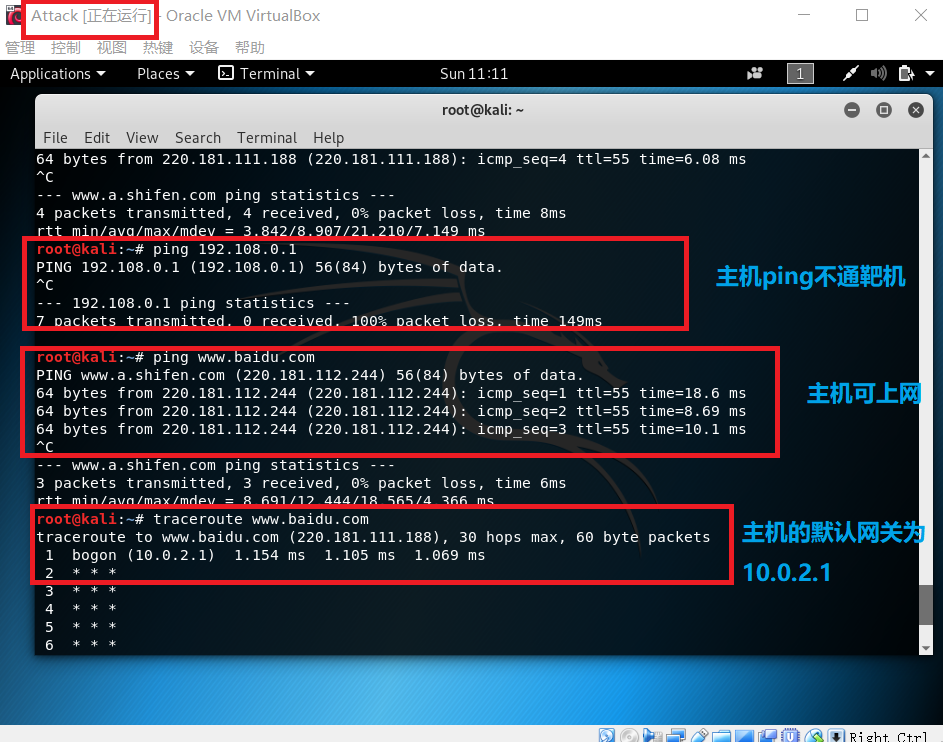 Attack [正在运行] - Oracle VM VirtualBox
管理 控制 视图 热键 设备 帮助
Applications Places Terminal Sun 11:11 1
root@kali: ~
File Edit View Search Terminal Help
64 bytes from 220.181.111.188 (220.181.111.188): icmp_seq=4 ttl=55 time=6.08 ms
^C
--- www.a.shifen.com ping statistics ---
4 packets transmitted, 4 received, 0% packet loss, time 8ms
rtt min/avg/max/mdev = 3.842/8.907/21.210/7.149 ms
root@kali:~# ping 192.108.0.1
PING 192.108.0.1 (192.108.0.1) 56(84) bytes of data.
主机ping不通靶机
^C
--- 192.108.0.1 ping statistics ---
7 packets transmitted, 0 received, 100% packet loss, time 149ms
root@kali:~# ping www.baidu.com
PING www.a.shifen.com (220.181.112.244) 56(84) bytes of data.
64 bytes from 220.181.112.244 (220.181.112.244): icmp_seq=1 ttl=55 time=18.6 ms
主机可上网
64 bytes from 220.181.112.244 (220.181.112.244): icmp_seq=2 ttl=55 time=8.69 ms
64 bytes from 220.181.112.244 (220.181.112.244): icmp_seq=3 ttl=55 time=10.1 ms
^C
--- www.a.shifen.com ping statistics ---
3 packets transmitted, 3 received, 0% packet loss, time 6ms
rtt min/avg/max/mdev = 8.691/12.444/18.565/4.366 ms
root@kali:~# traceroute www.baidu.com
traceroute to www.baidu.com (220.181.111.188), 30 hops max, 60 byte packets
主机的默认网关为
10.0.2.1
1 bogon (10.0.2.1) 1.154 ms 1.105 ms 1.069 ms
2 * * *
3 * * *
4 * * *
5 * * *
6 * * *
Right Ctrl